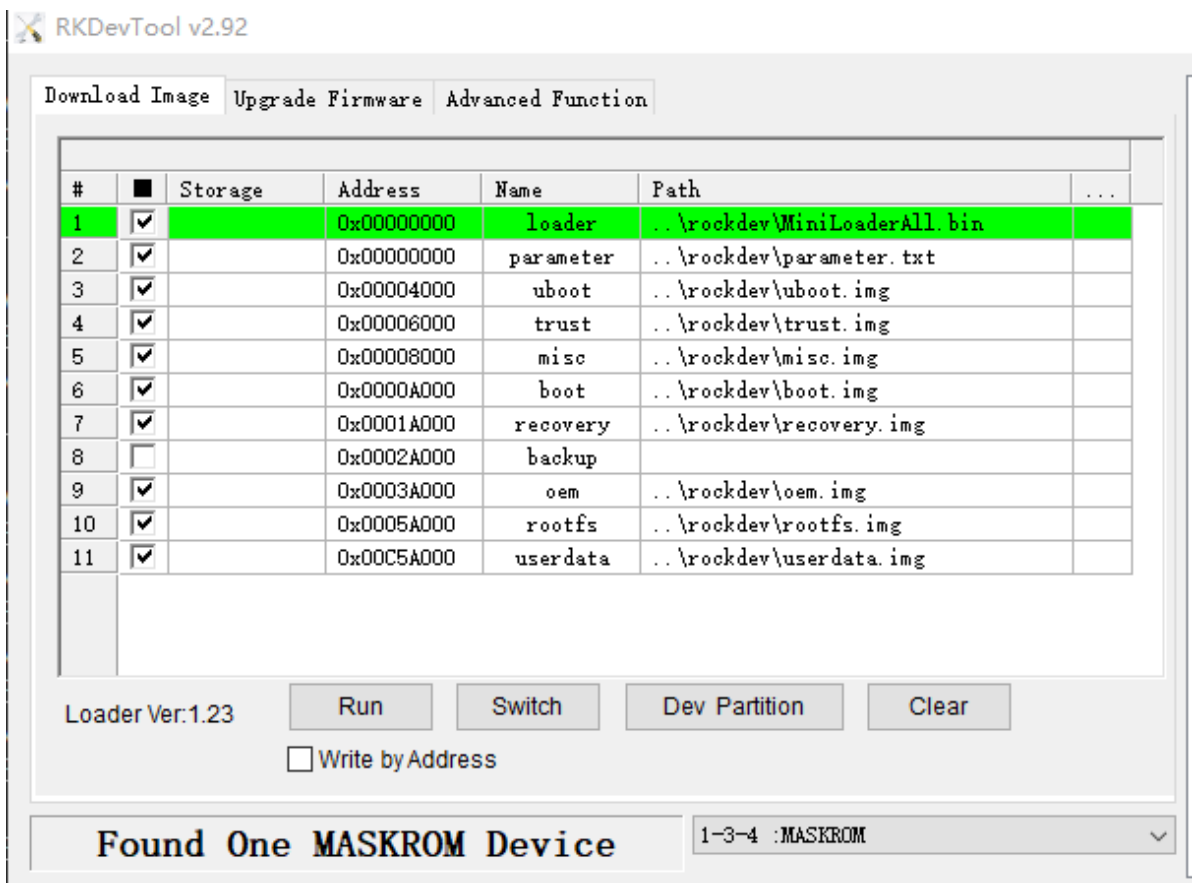 RKDevTool v2.92
Download Image Upgrade Firmware Advanced Function
# Storage Address Name Path ...
1 0x00000000 loader ..\rockdev\MiniLoaderAll.bin
2 0x00000000 parameter ..\rockdev\parameter.txt
3 0x00004000 uboot ..\rockdev\uboot.img
4 0x00006000 trust ..\rockdev\trust.img
5 0x00008000 misc ..\rockdev\misc.img
6 0x0000A000 boot ..\rockdev\boot.img
7 0x0001A000 recovery ..\rockdev\recovery.img
8 0x0002A000 backup
9 0x0003A000 oem ..\rockdev\oem.img
10 0x0005A000 rootfs ..\rockdev\rootfs.img
11 0x00C5A000 userdata ..\rockdev\userdata.img
Loader Ver:1.23 Run Switch Dev Partition Clear
Write by Address
Found One MASKROM Device 1-3-4 :MASKROM